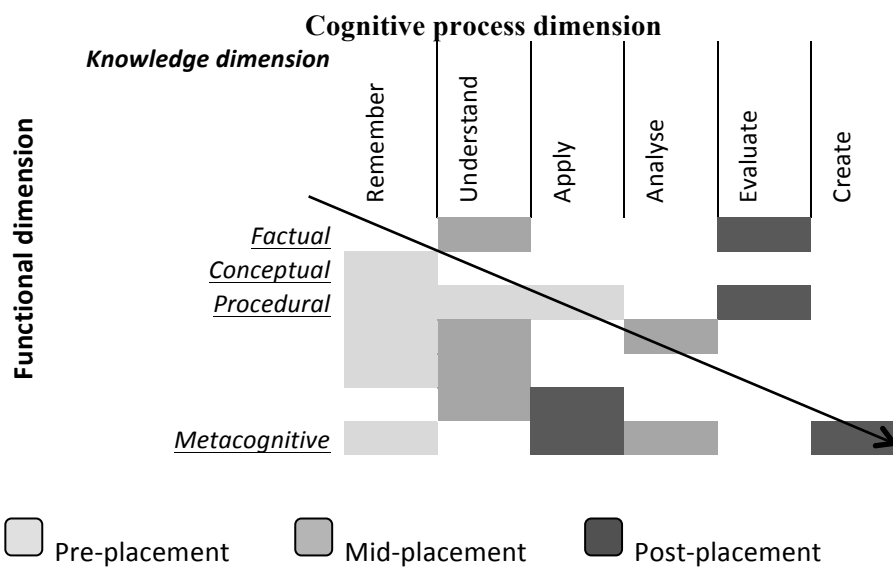 Cognitive process dimension
Knowledge dimension
Functional dimension
Remember
Understand
Apply
Analyse
Evaluate
Create
Factual
Conceptual
Procedural
Metacognitive
Pre-placement
Mid-placement
Post-placement